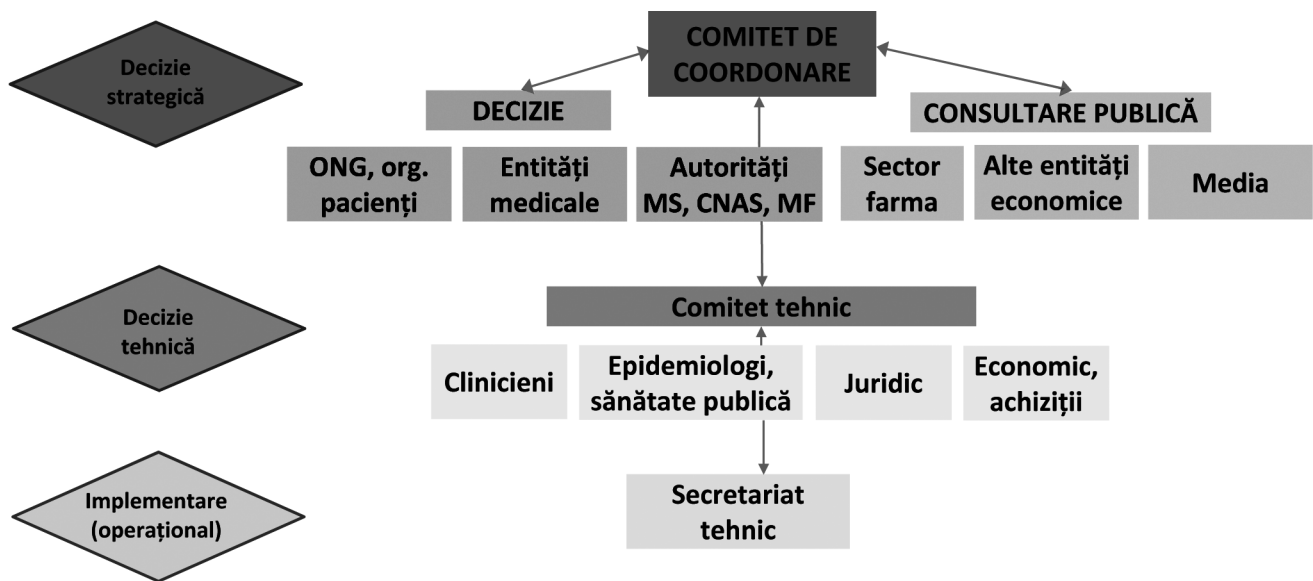 Decizie
strategică
COMITET DE
COORDONARE
DECIZIE
CONSULTARE PUBLICĂ
ONG, org.
pacienți
Entități
medicale
Autorități
MS, CNAS, MF
Sector
farma
Alte entități
economice
Media
Decizie
tehnică
Comitet tehnic
Clinicieni
Epidemiologi,
sănătate publică
Juridic
Economic,
achiziții
Implementare
(operațional)
Secretariat
tehnic